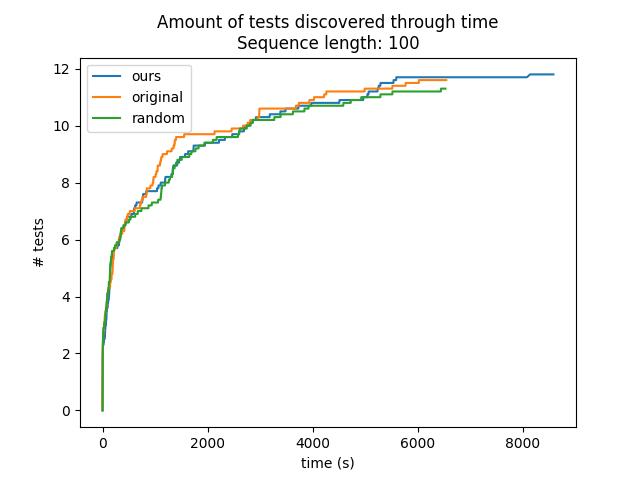 Amount of tests discovered through time
Sequence length: 100
ours
original
random
12
10
8
6
4
2
0
# tests
0 2000 4000 6000 8000
time (s)